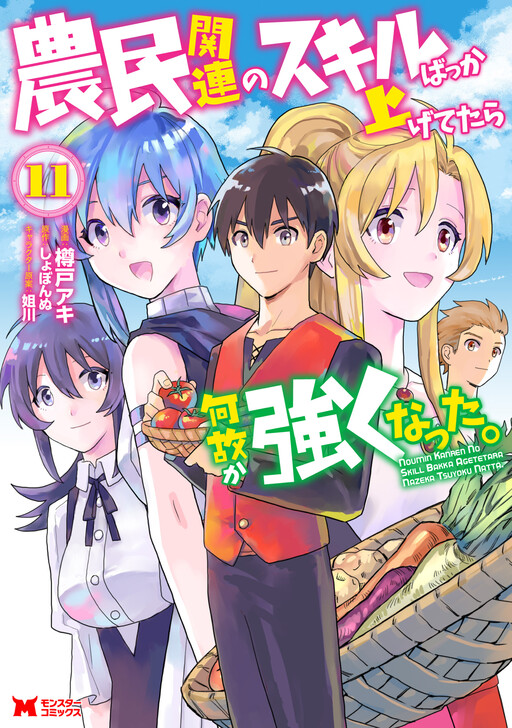 農民関連のスキルばっか
上げてたら
11
漫画 樽戸アキ
原作 しょぼんぬ
キャラクター原案 姐川
何故か強くなった。
Noumin Kanren No
Skill Bakka Agetetara
Nazeka Tsuyoku Natta.
モンスター
コミックス